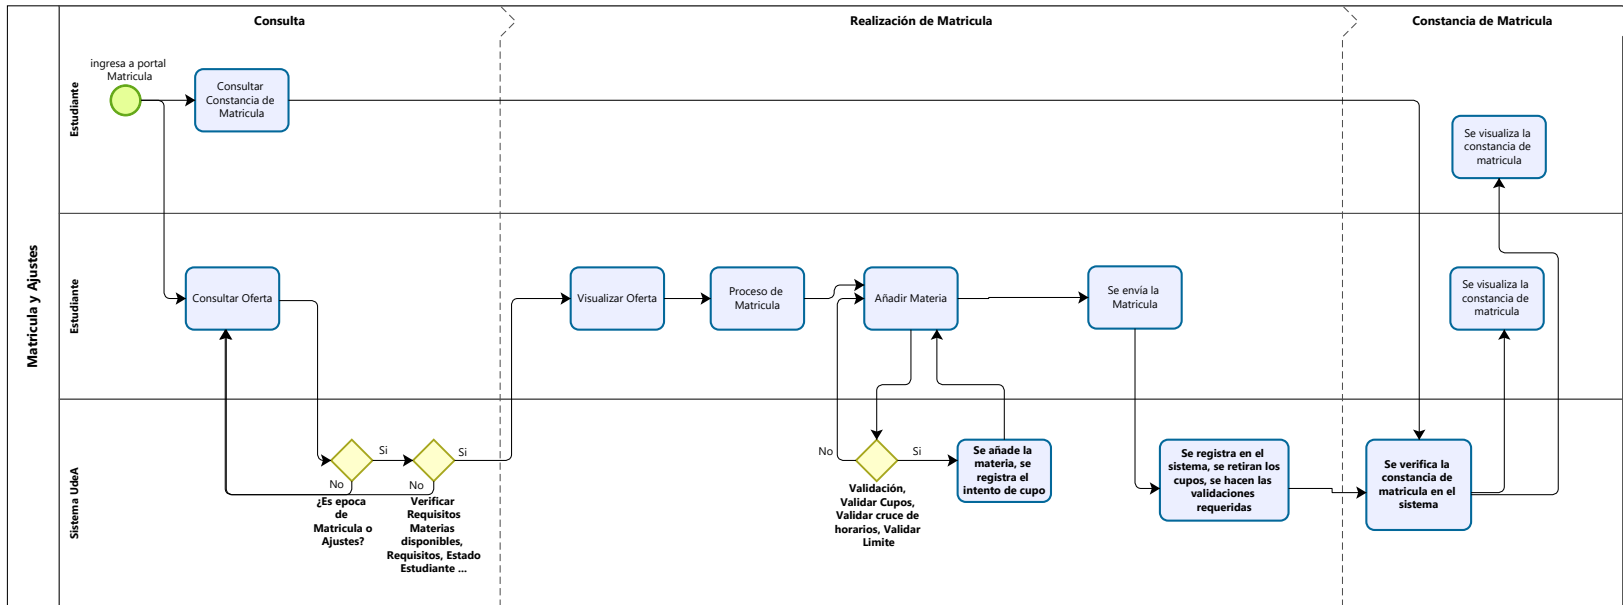 Consulta
Realización de Matricula
Constancia de Matricula
Matricula y Ajustes
Estudiante
ingresa a portal
Matricula
Consultar
Constancia de
Matricula
Se visualiza la
constancia de
matricula
Estudiante
Consultar Oferta
Visualizar Oferta
Proceso de
Matricula
Añadir Materia
Se envía la
Matricula
Se visualiza la
constancia de
matricula
Sistema UdeA
Si
No
¿Es epoca
de
Matricula o
Ajustes?
Si
No
Verificar
Requisitos
Materias
disponibles,
Requisitos, Estado
Estudiante ...
No
Si
Validación,
Validar Cupos,
Validar cruce de
horarios, Validar
Limite
Se añade la
materia, se
registra el
intento de cupo
Se registra en el
sistema, se retiran los
cupos, se hacen las
validaciones
requeridas
Se verifica la
constancia de
matricula en el
sistema